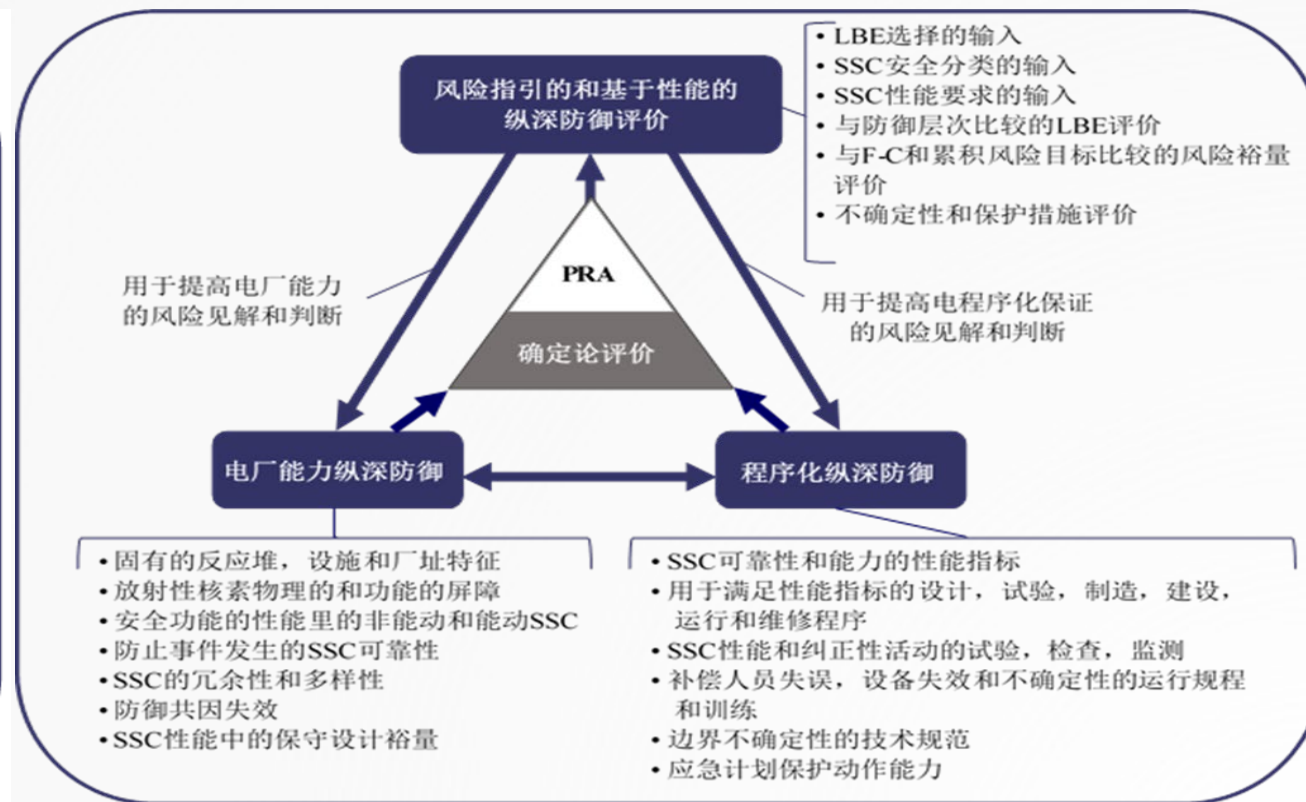 风险指引的和基于性能的
纵深防御评价
• LBE选择的输入
• SSC安全分类的输入
• SSC性能要求的输入
• 与防御层次比较的LBE评价
• 与F-C和累积风险目标比较的风险裕量
评价
• 不确定性和保护措施评价
用于提高电厂能力
的风险见解和判断
PRA
确定论评价
用于提高电程序化保证
的风险见解和判断
电厂能力纵深防御
程序化纵深防御
• 固有的反应堆，设施和厂址特征
• 放射性核素物理的和功能的屏障
• 安全功能的性能里的非能动和能动SSC
• 防止事件发生的SSC可靠性
• SSC的冗余性和多样性
• 防御共因失效
• SSC性能中的保守设计裕量
• SSC可靠性和能力的性能指标
• 用于满足性能指标的设计，试验，制造，建设，
运行和维修程序
• SSC性能和纠正性活动的试验，检查，监测
• 补偿人员失误，设备失效和不确定性的运行规程
和训练
• 边界不确定性的技术规范
• 应急计划保护动作能力